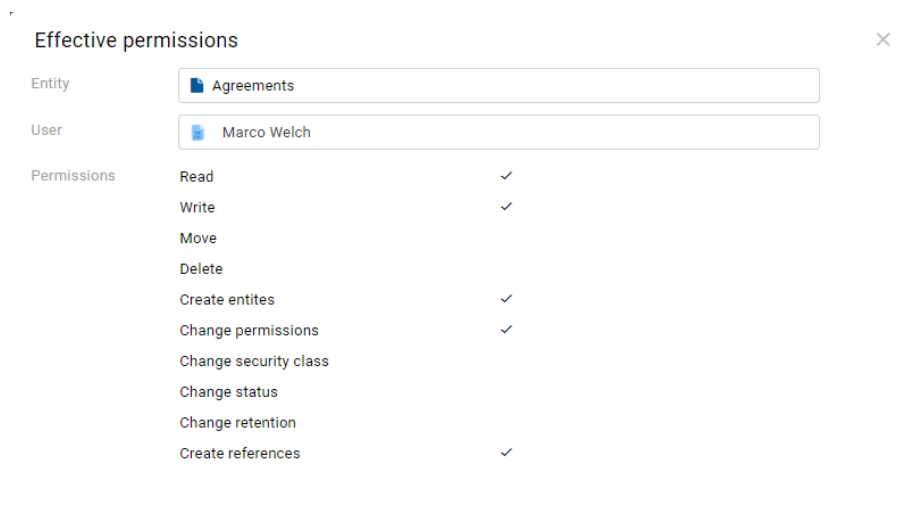 Effective permissions
Entity
Agreements
User
Marco Welch
Permissions
Read
Write
Move
Delete
Create entites
Change permissions
Change security class
Change status
Change retention
Create references